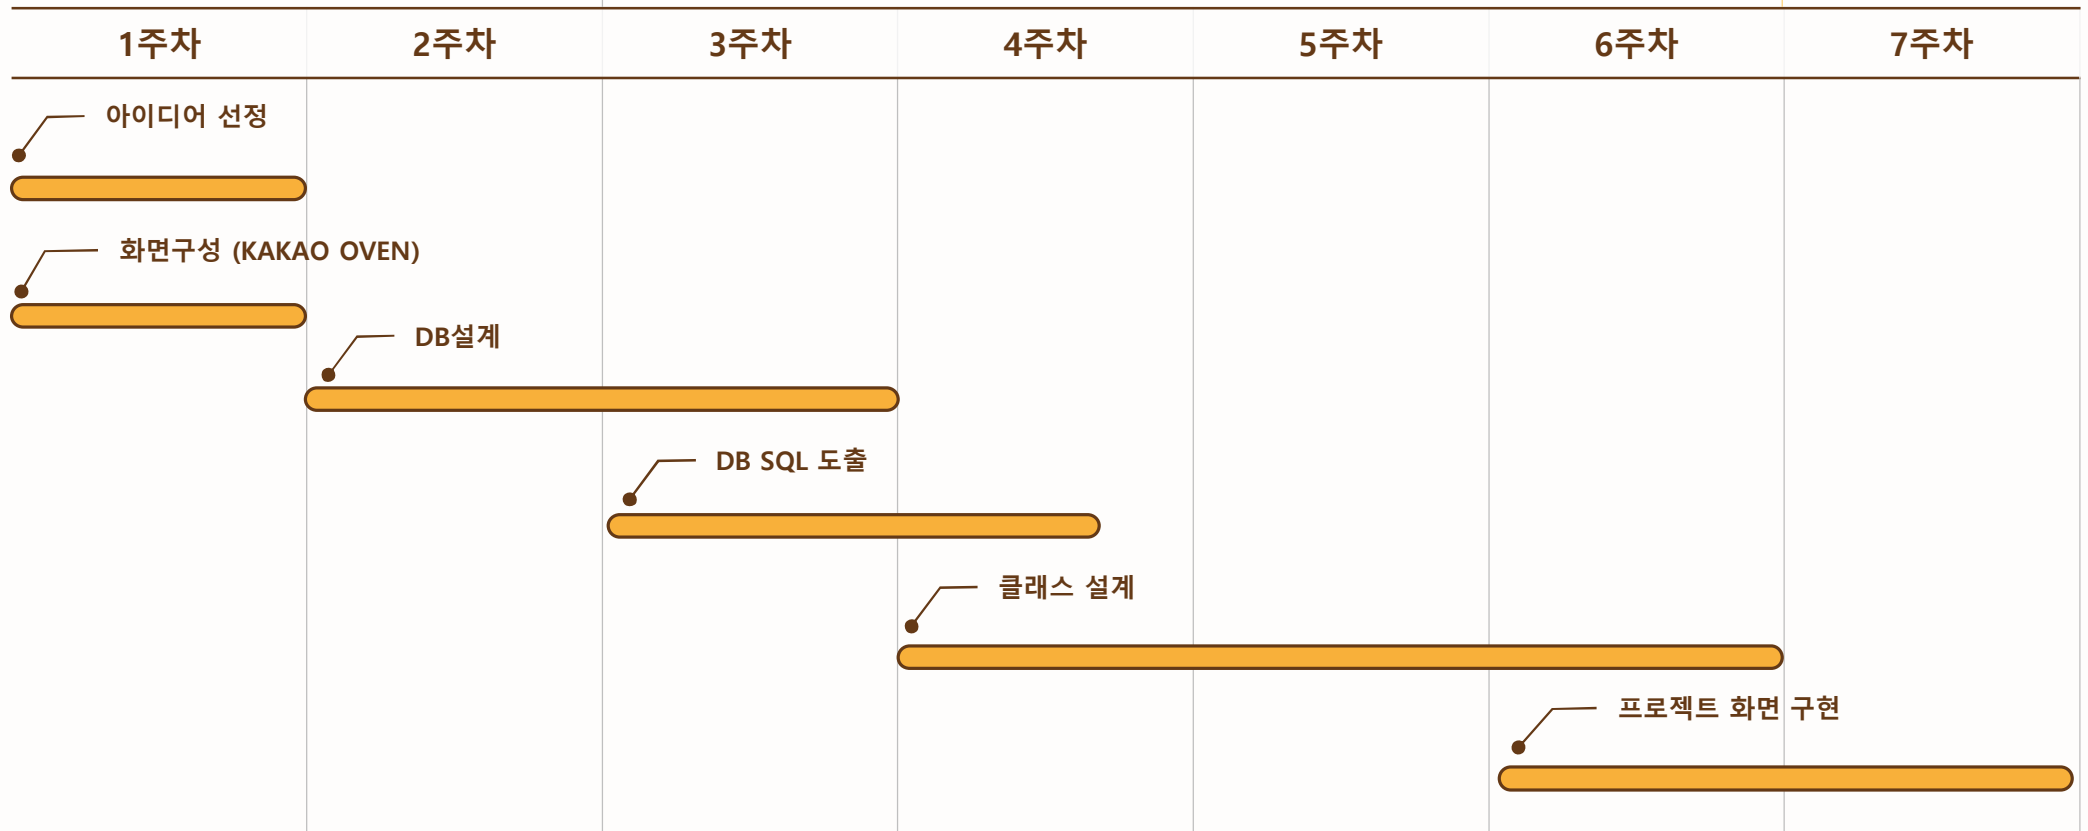 1주차 2주차 3주차 4주차 5주차 6주차 7주차
아이디어 선정
화면구성 (KAKAO OVEN)
DB설계
DB SQL 도출
클래스 설계
프로젝트 화면 구현